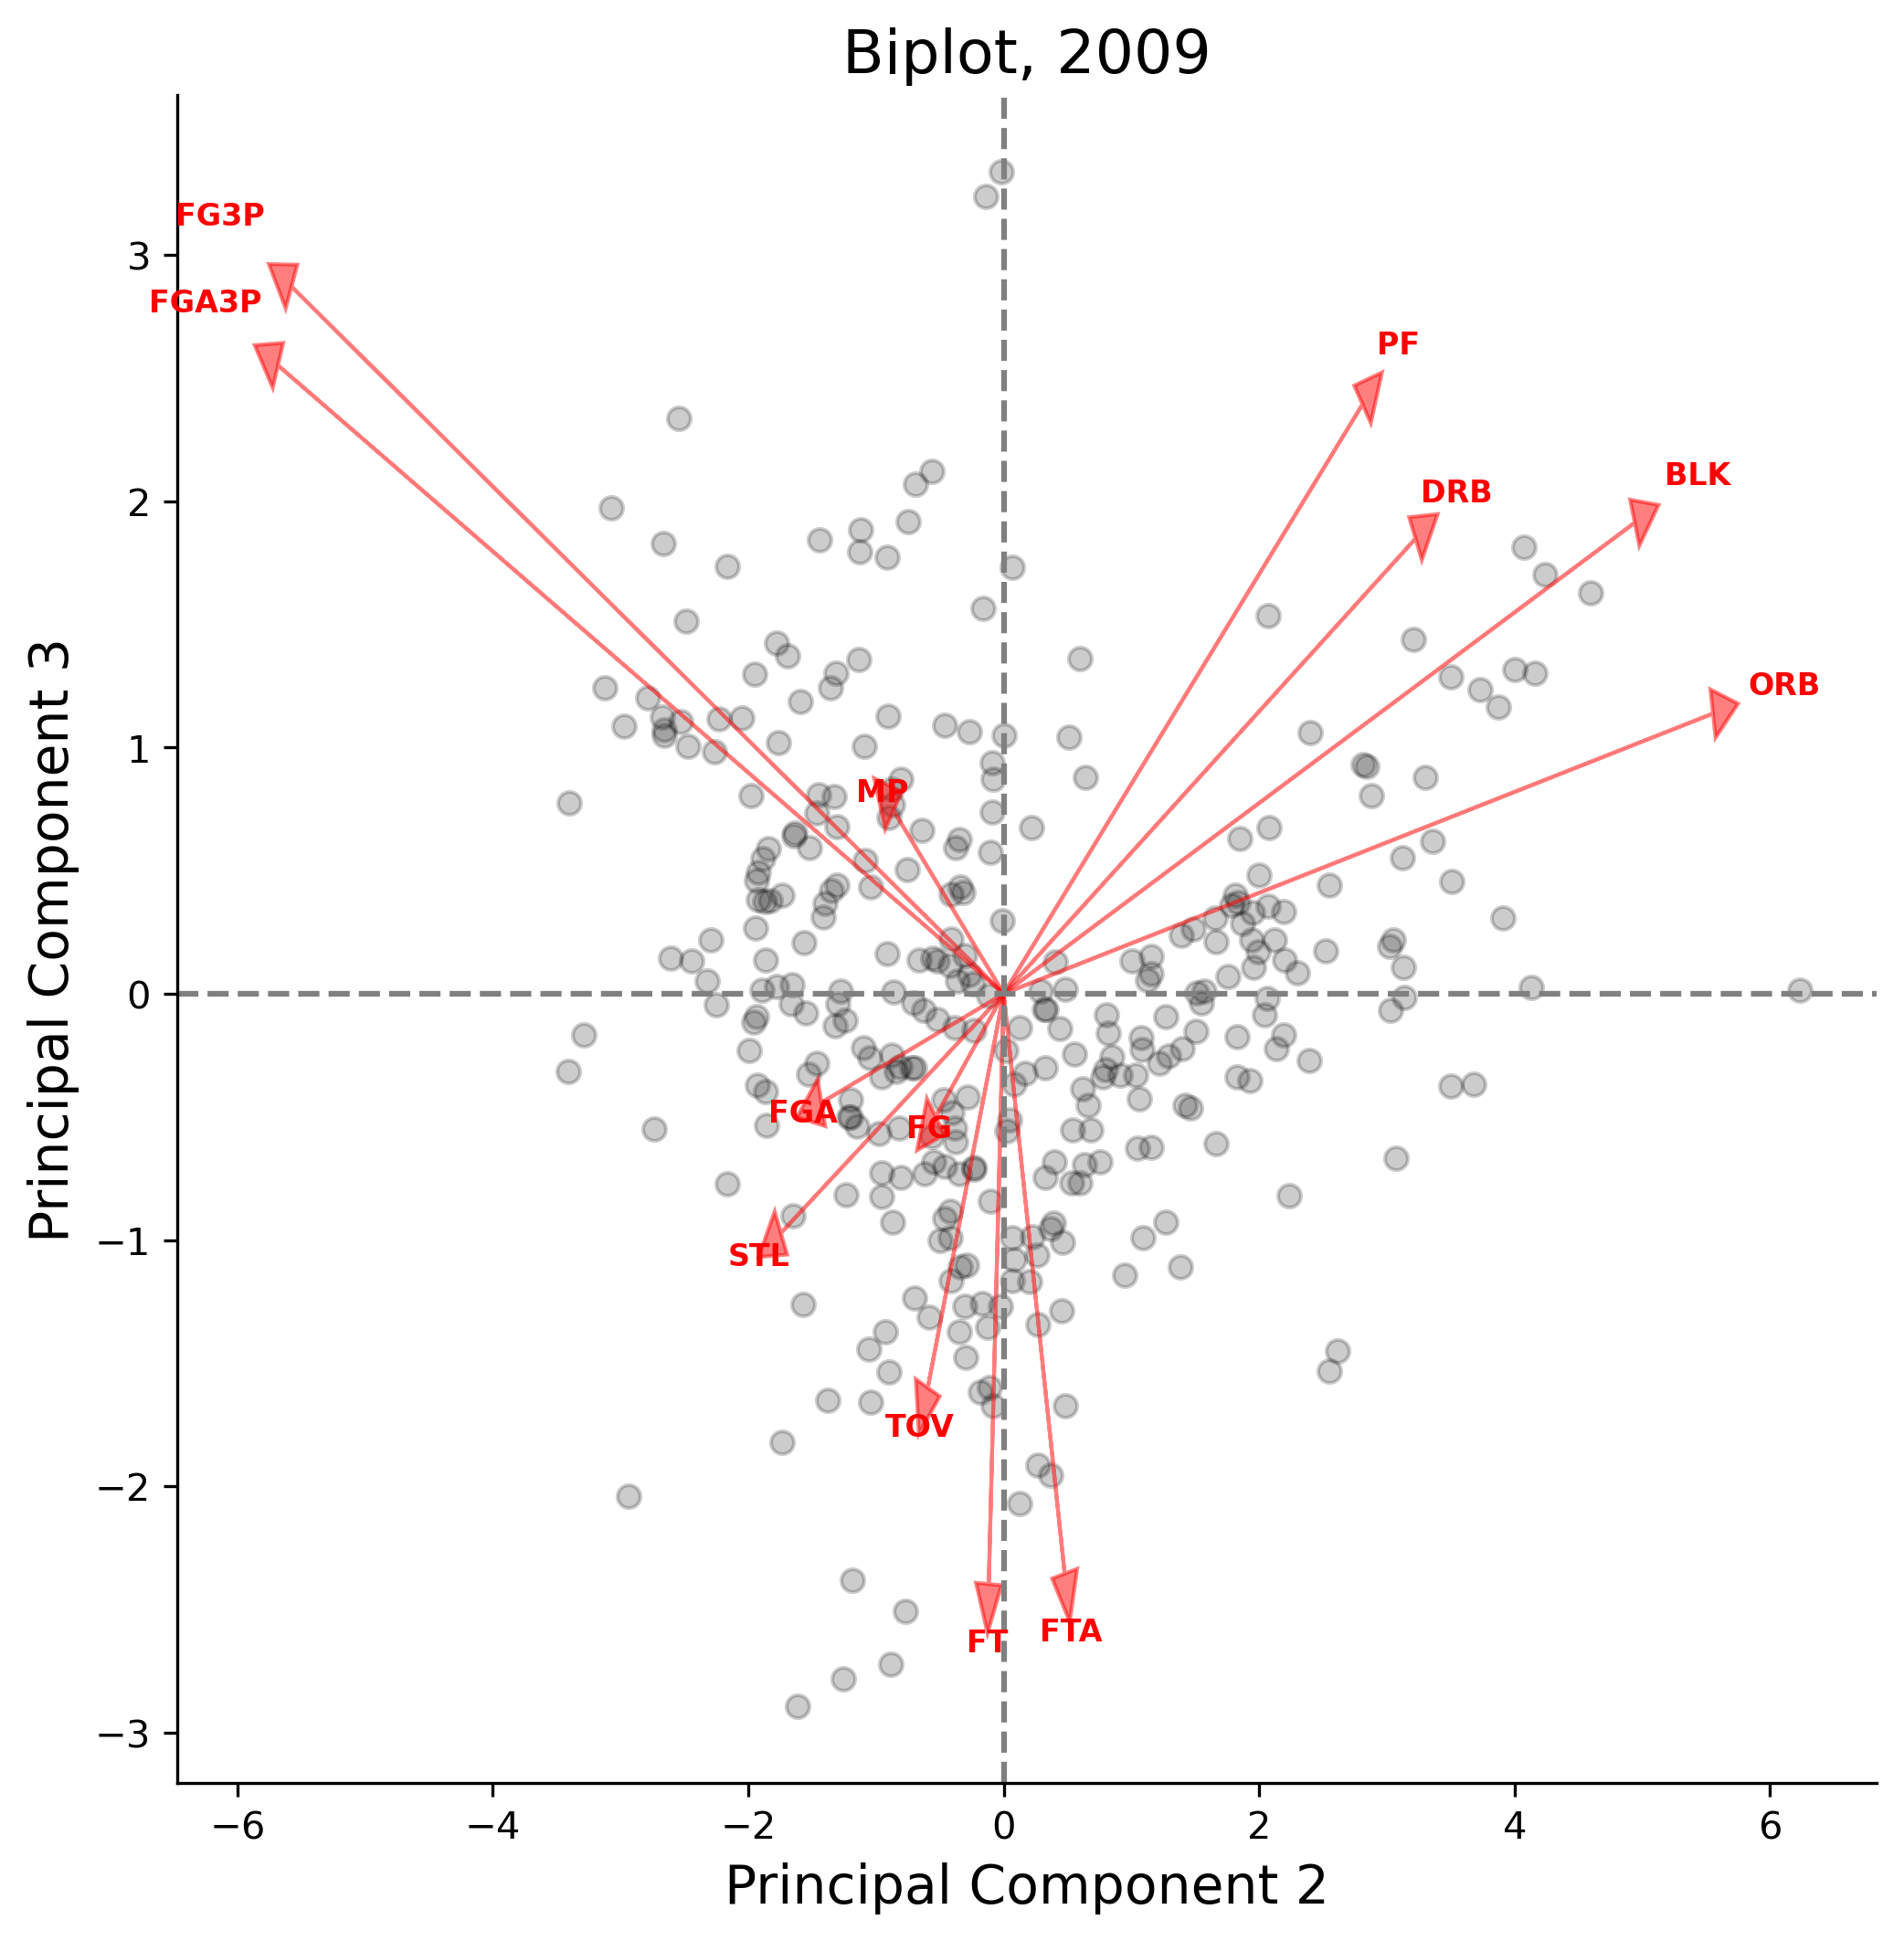 Biplot, 2009
FG3P
FGA3P
PF
DRB
BLK
ORB
MP
FGA
FG
STL
TOV
FT
FTA
Principal Component 3
3
2
1
0
−1
−2
−3
−6
−4
−2
0
2
4
6
Principal Component 2